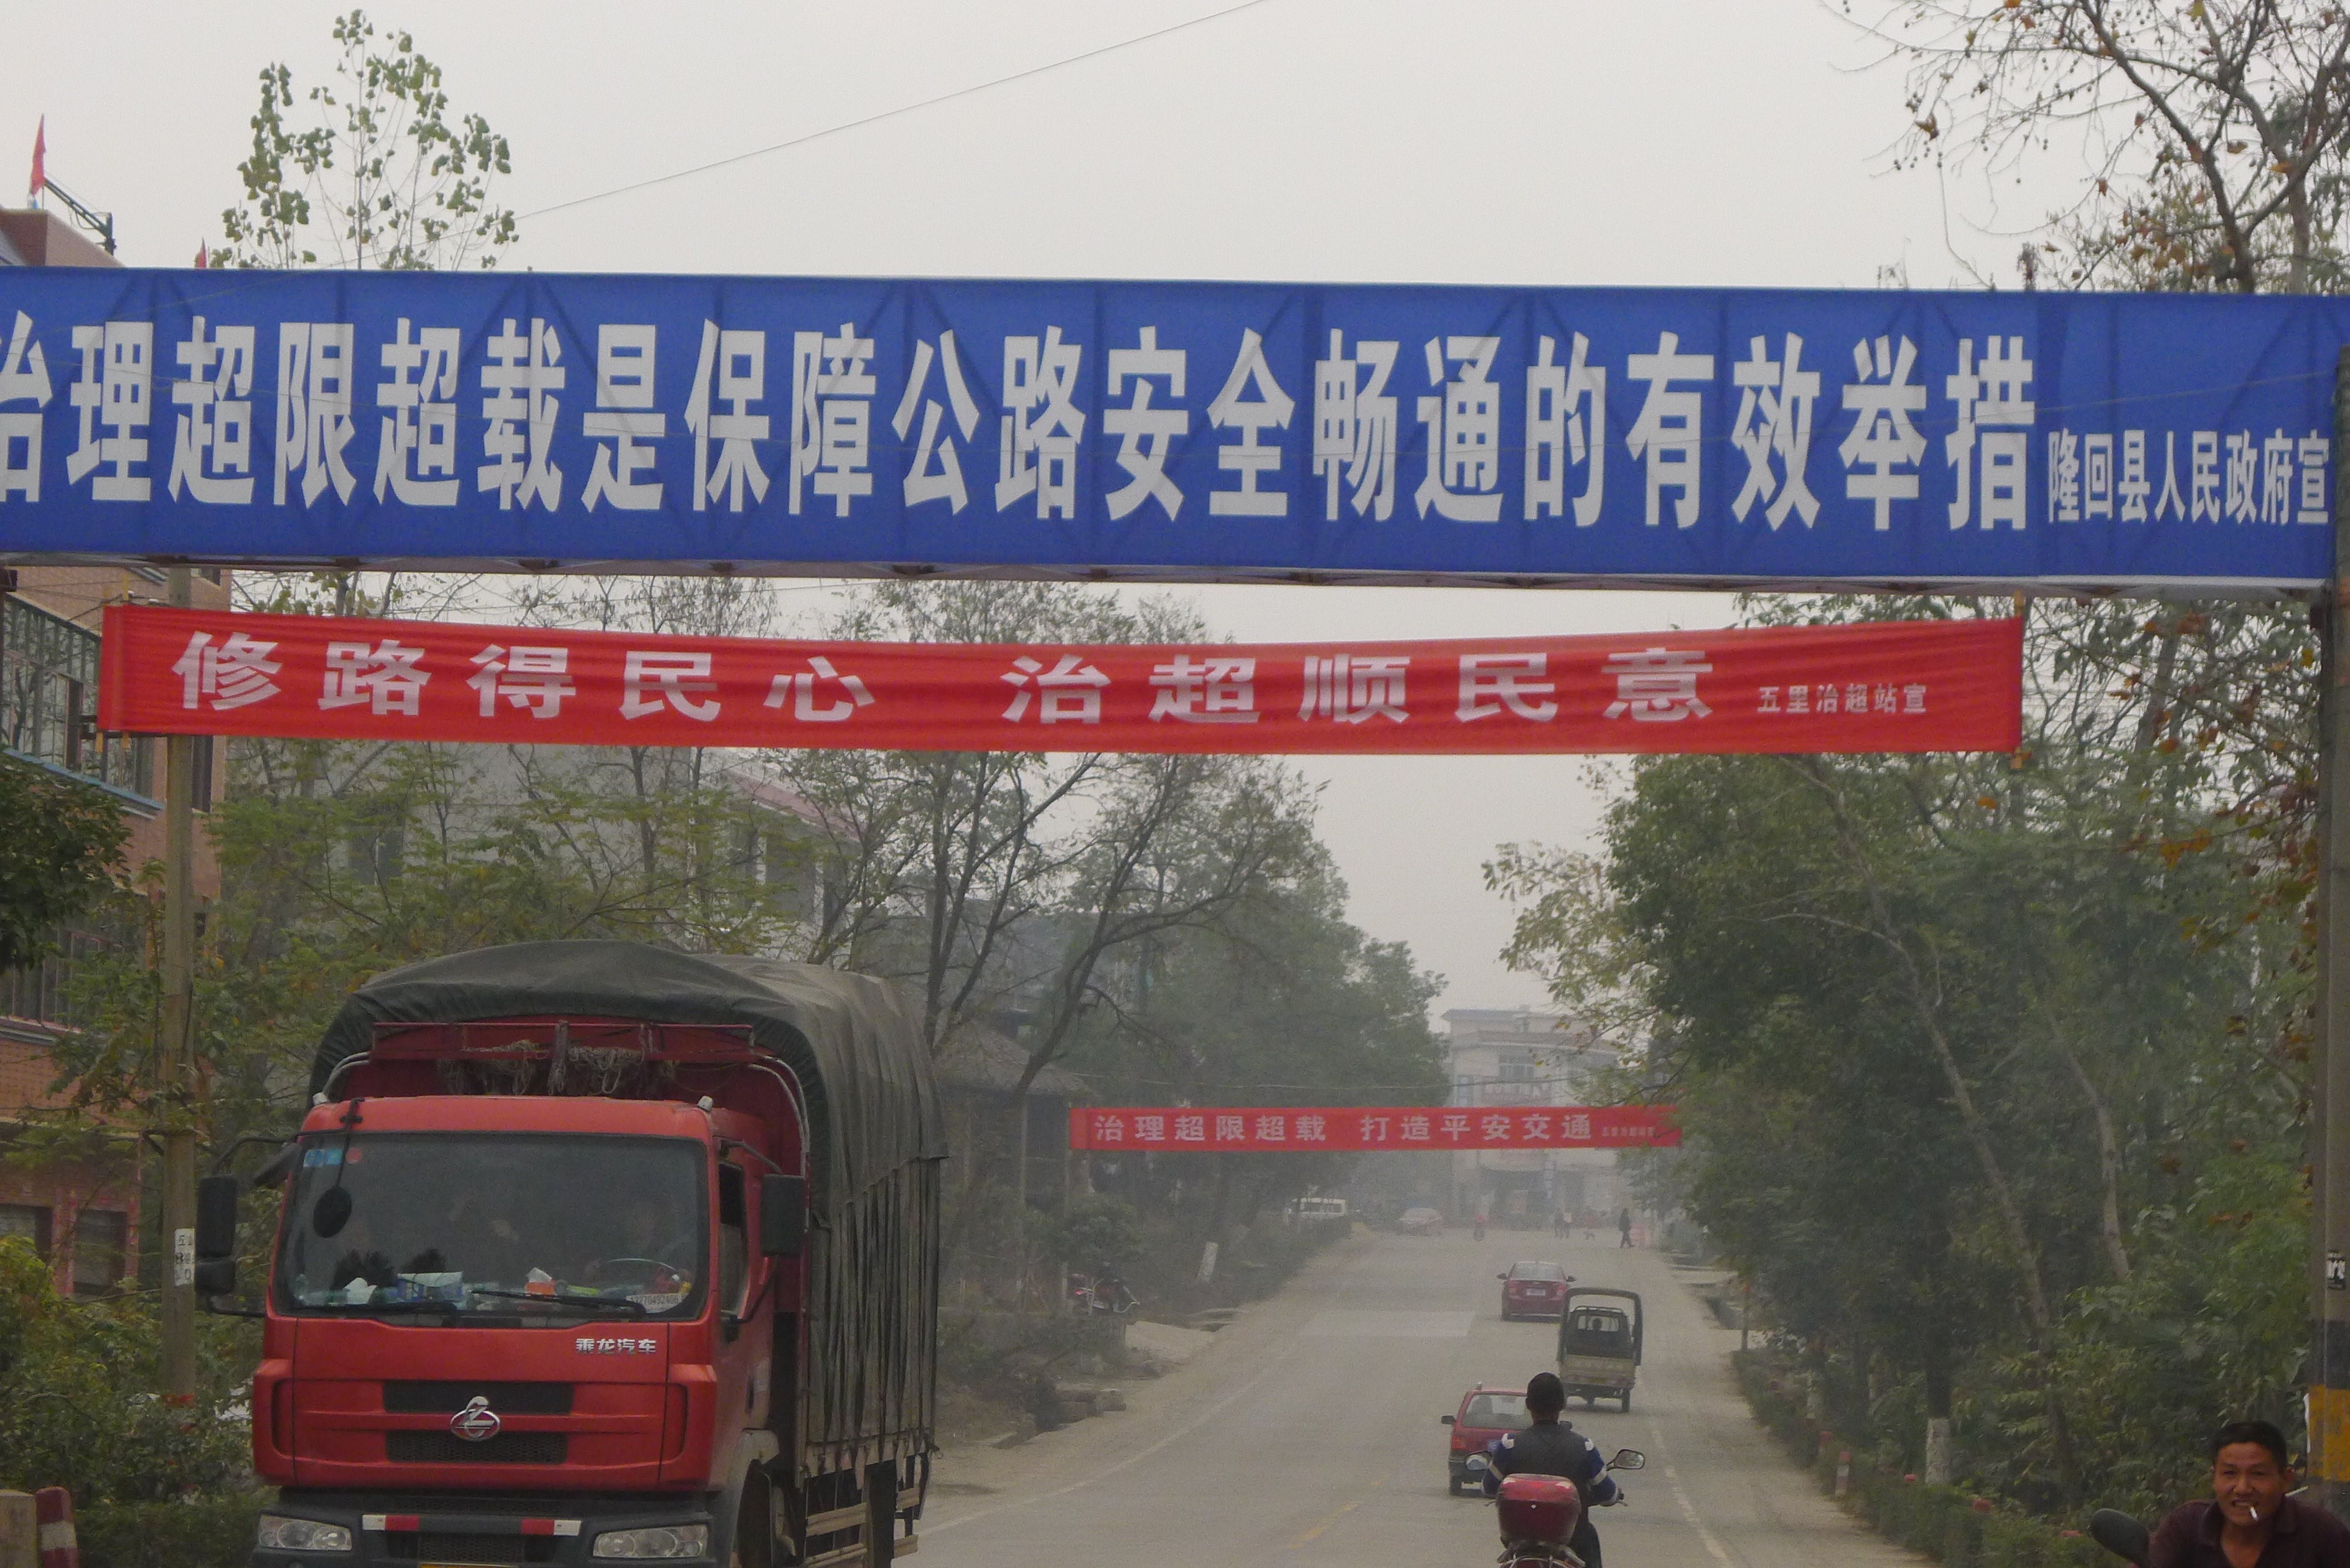 治理超限超载是保障公路安全畅通的有效举措 隆回县人民政府宣
修路得民心 治超顺民意 五里治超站宣
治理超限超载 打造平安交通
乘龙汽车